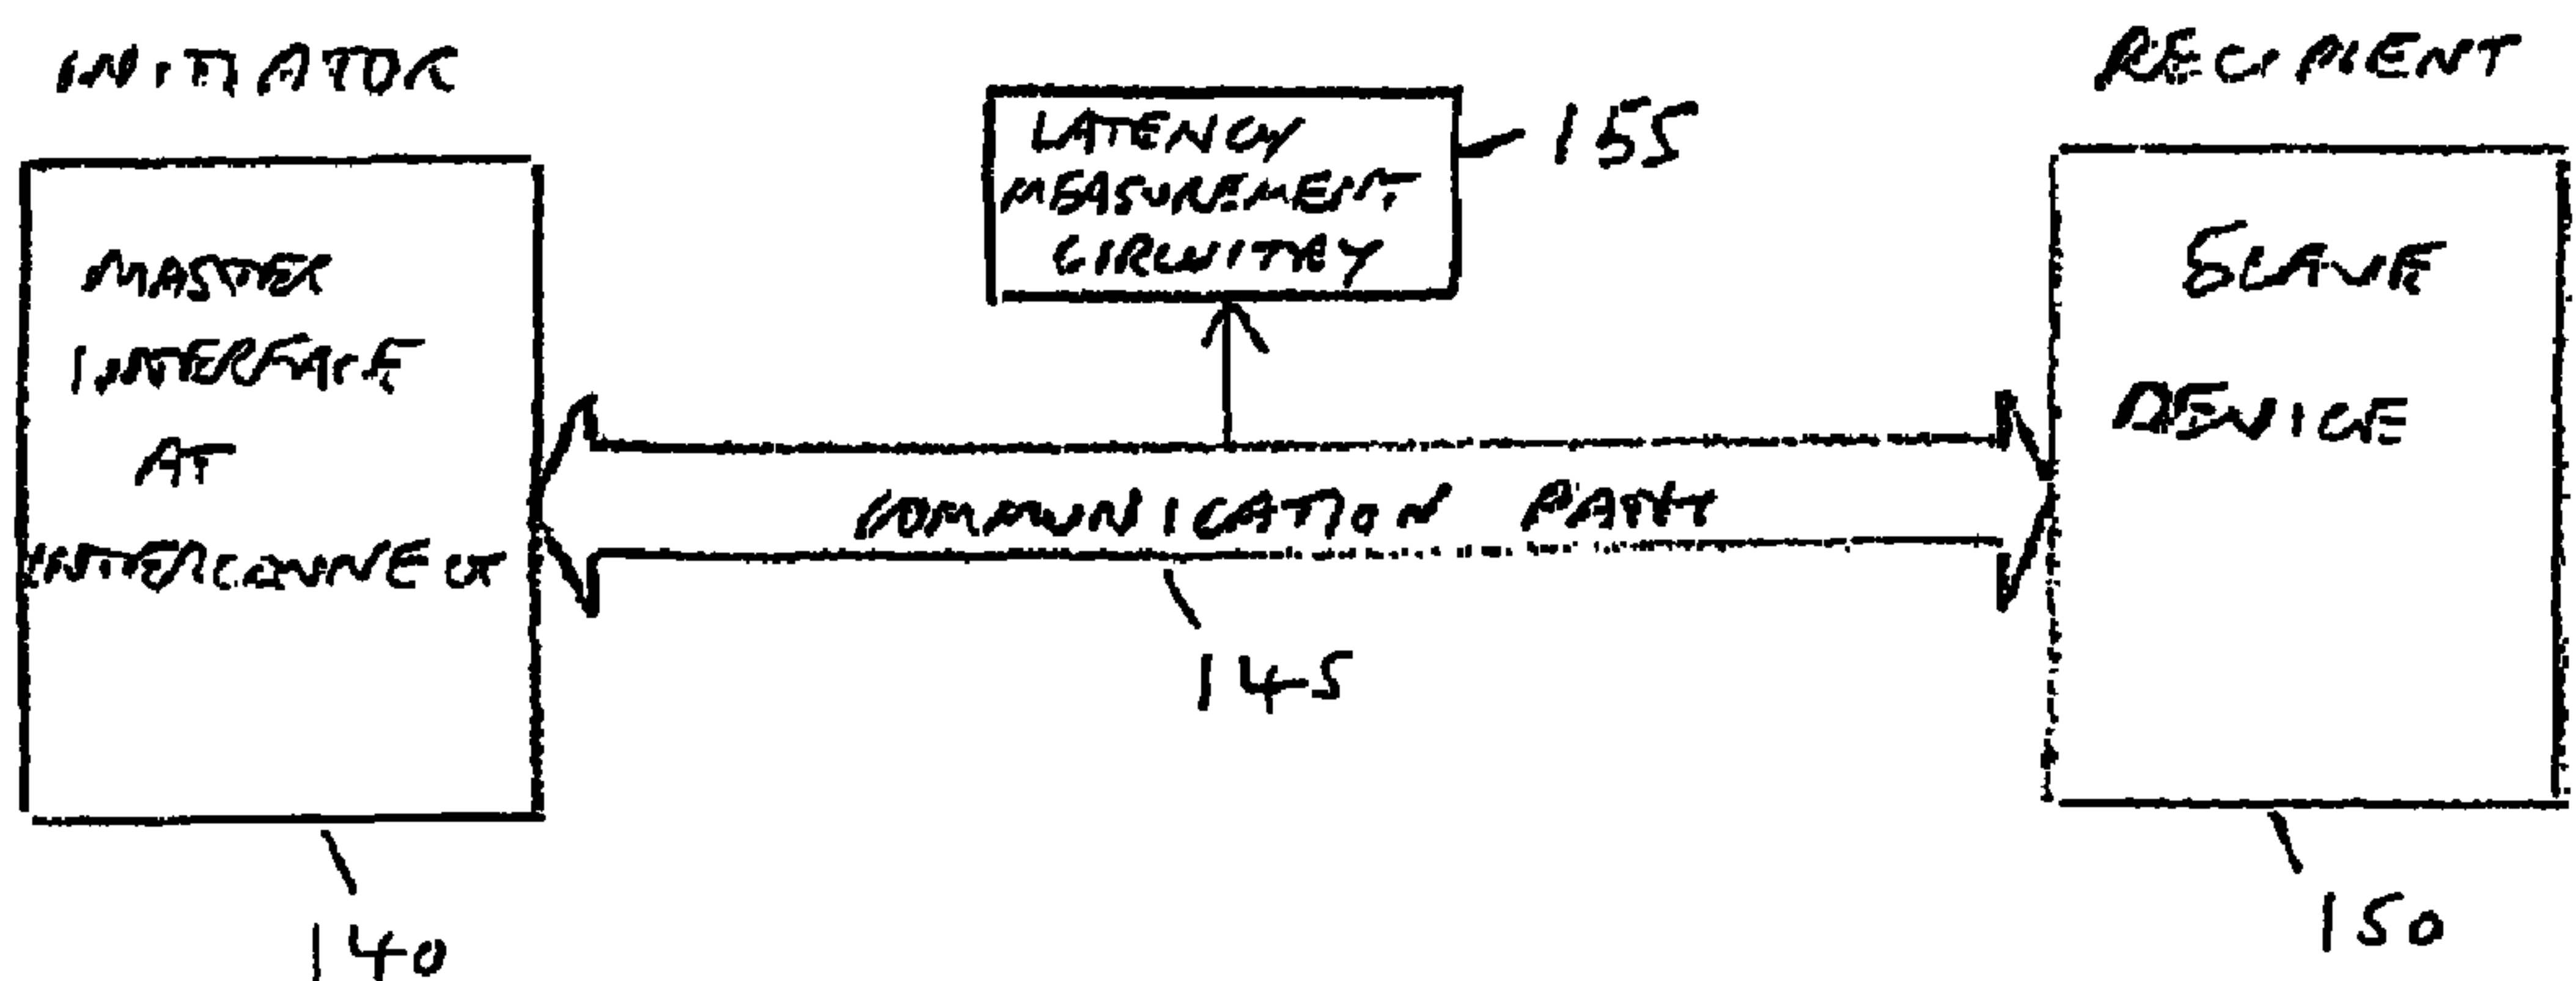 INITIATOR
RECIPIENT
LATENCY
MEASUREMENT
CIRCUITRY
155
MASTER
INTERFACE
AT
INTERCONNECT
SLAVE
DEVICE
COMMUNICATION PATH
145
140
150